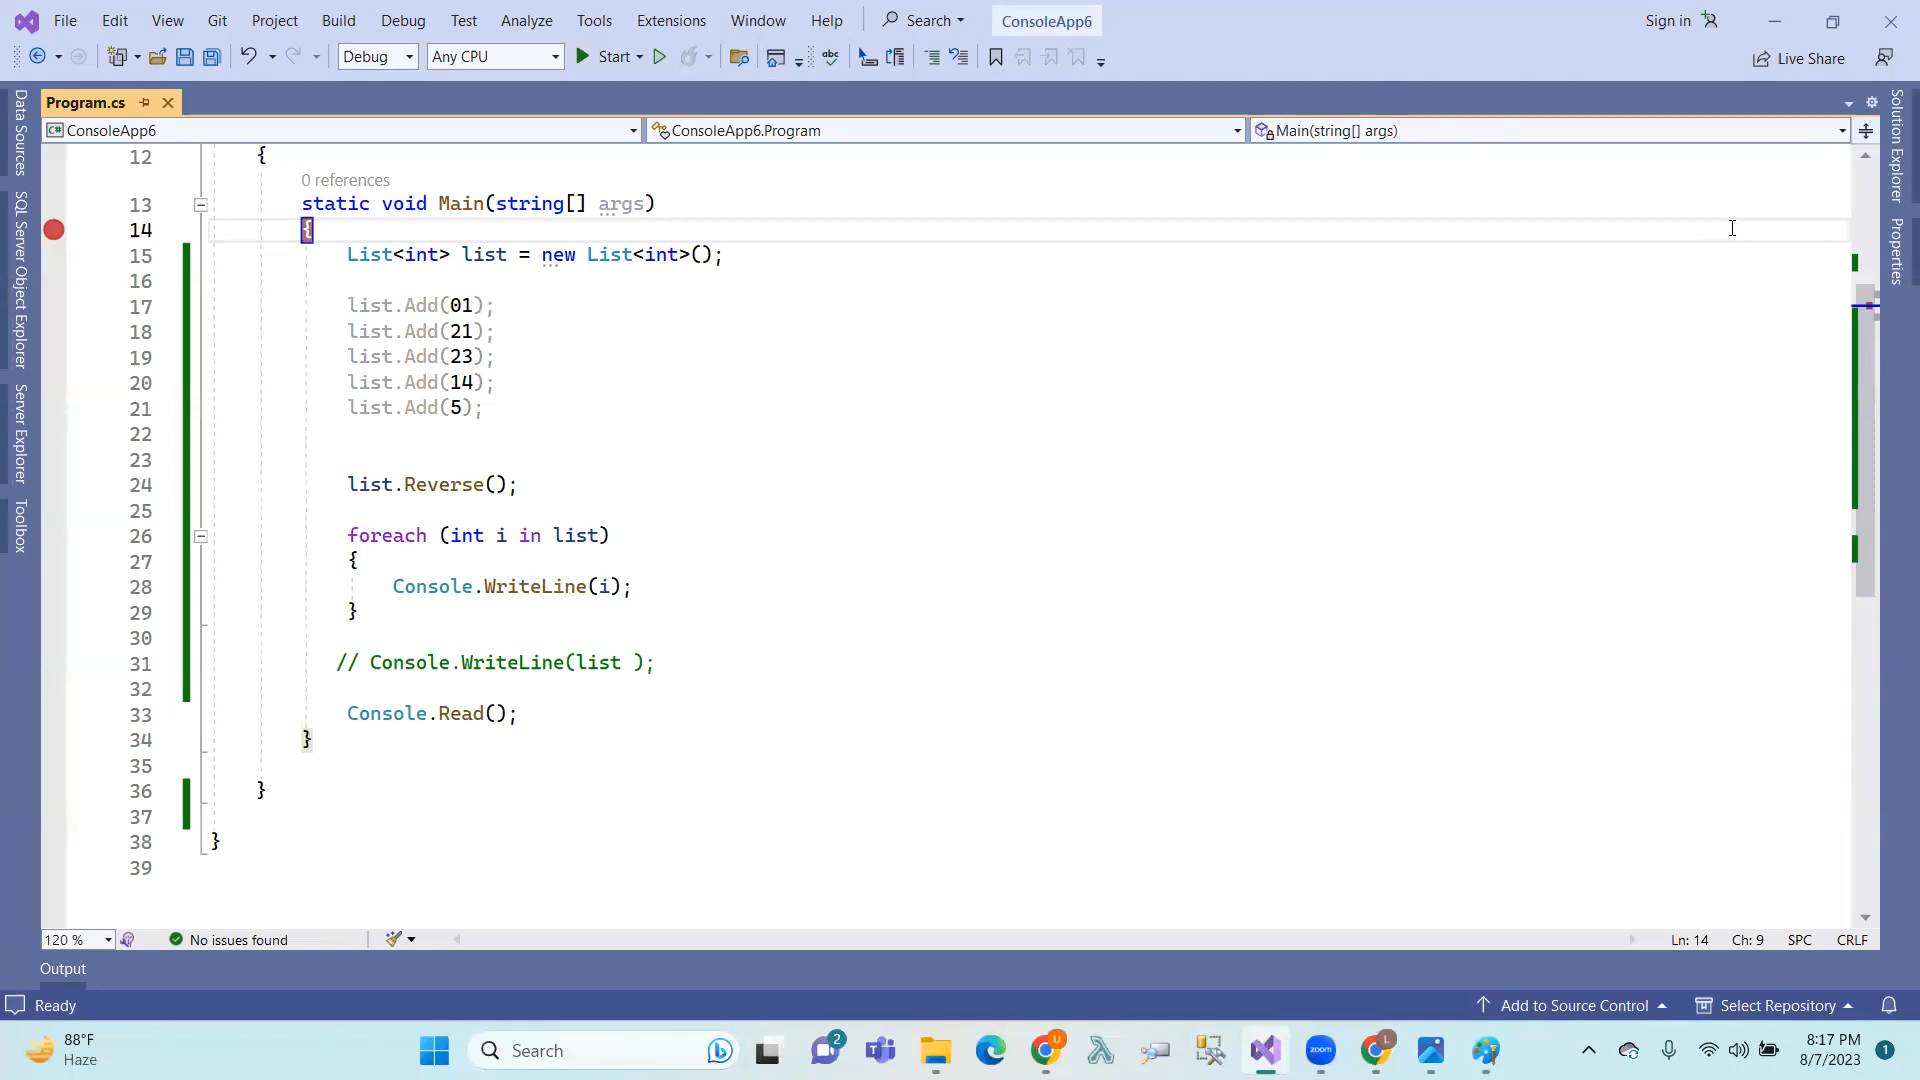 File Edit View Git Project Build Debug Test Analyze Tools Extensions Window Help Search ConsoleApp6 Sign in
Debug Any CPU Start Live Share
Program.cs
ConsoleApp6 ConsoleApp6.Program Main(string[] args)
Data Sources
SQL Server Object Explorer
Server Explorer
Toolbox
Solution Explorer
Properties
12 {
0 references
13 static void Main(string[] args)
14 {
15 List<int> list = new List<int>();
16
17 list.Add(01);
18 list.Add(21);
19 list.Add(23);
20 list.Add(14);
21 list.Add(5);
22
23
24 list.Reverse();
25
26 foreach (int i in list)
27 {
28 Console.WriteLine(i);
29 }
30
31 // Console.WriteLine(list );
32
33 Console.Read();
34 }
35
36 }
37
38 }
39
120 % No issues found Ln: 14 Ch: 9 SPC CRLF
Output
Ready Add to Source Control Select Repository
88°F
Haze
Search
2
U
zoom
L
8:17 PM
8/7/2023
1